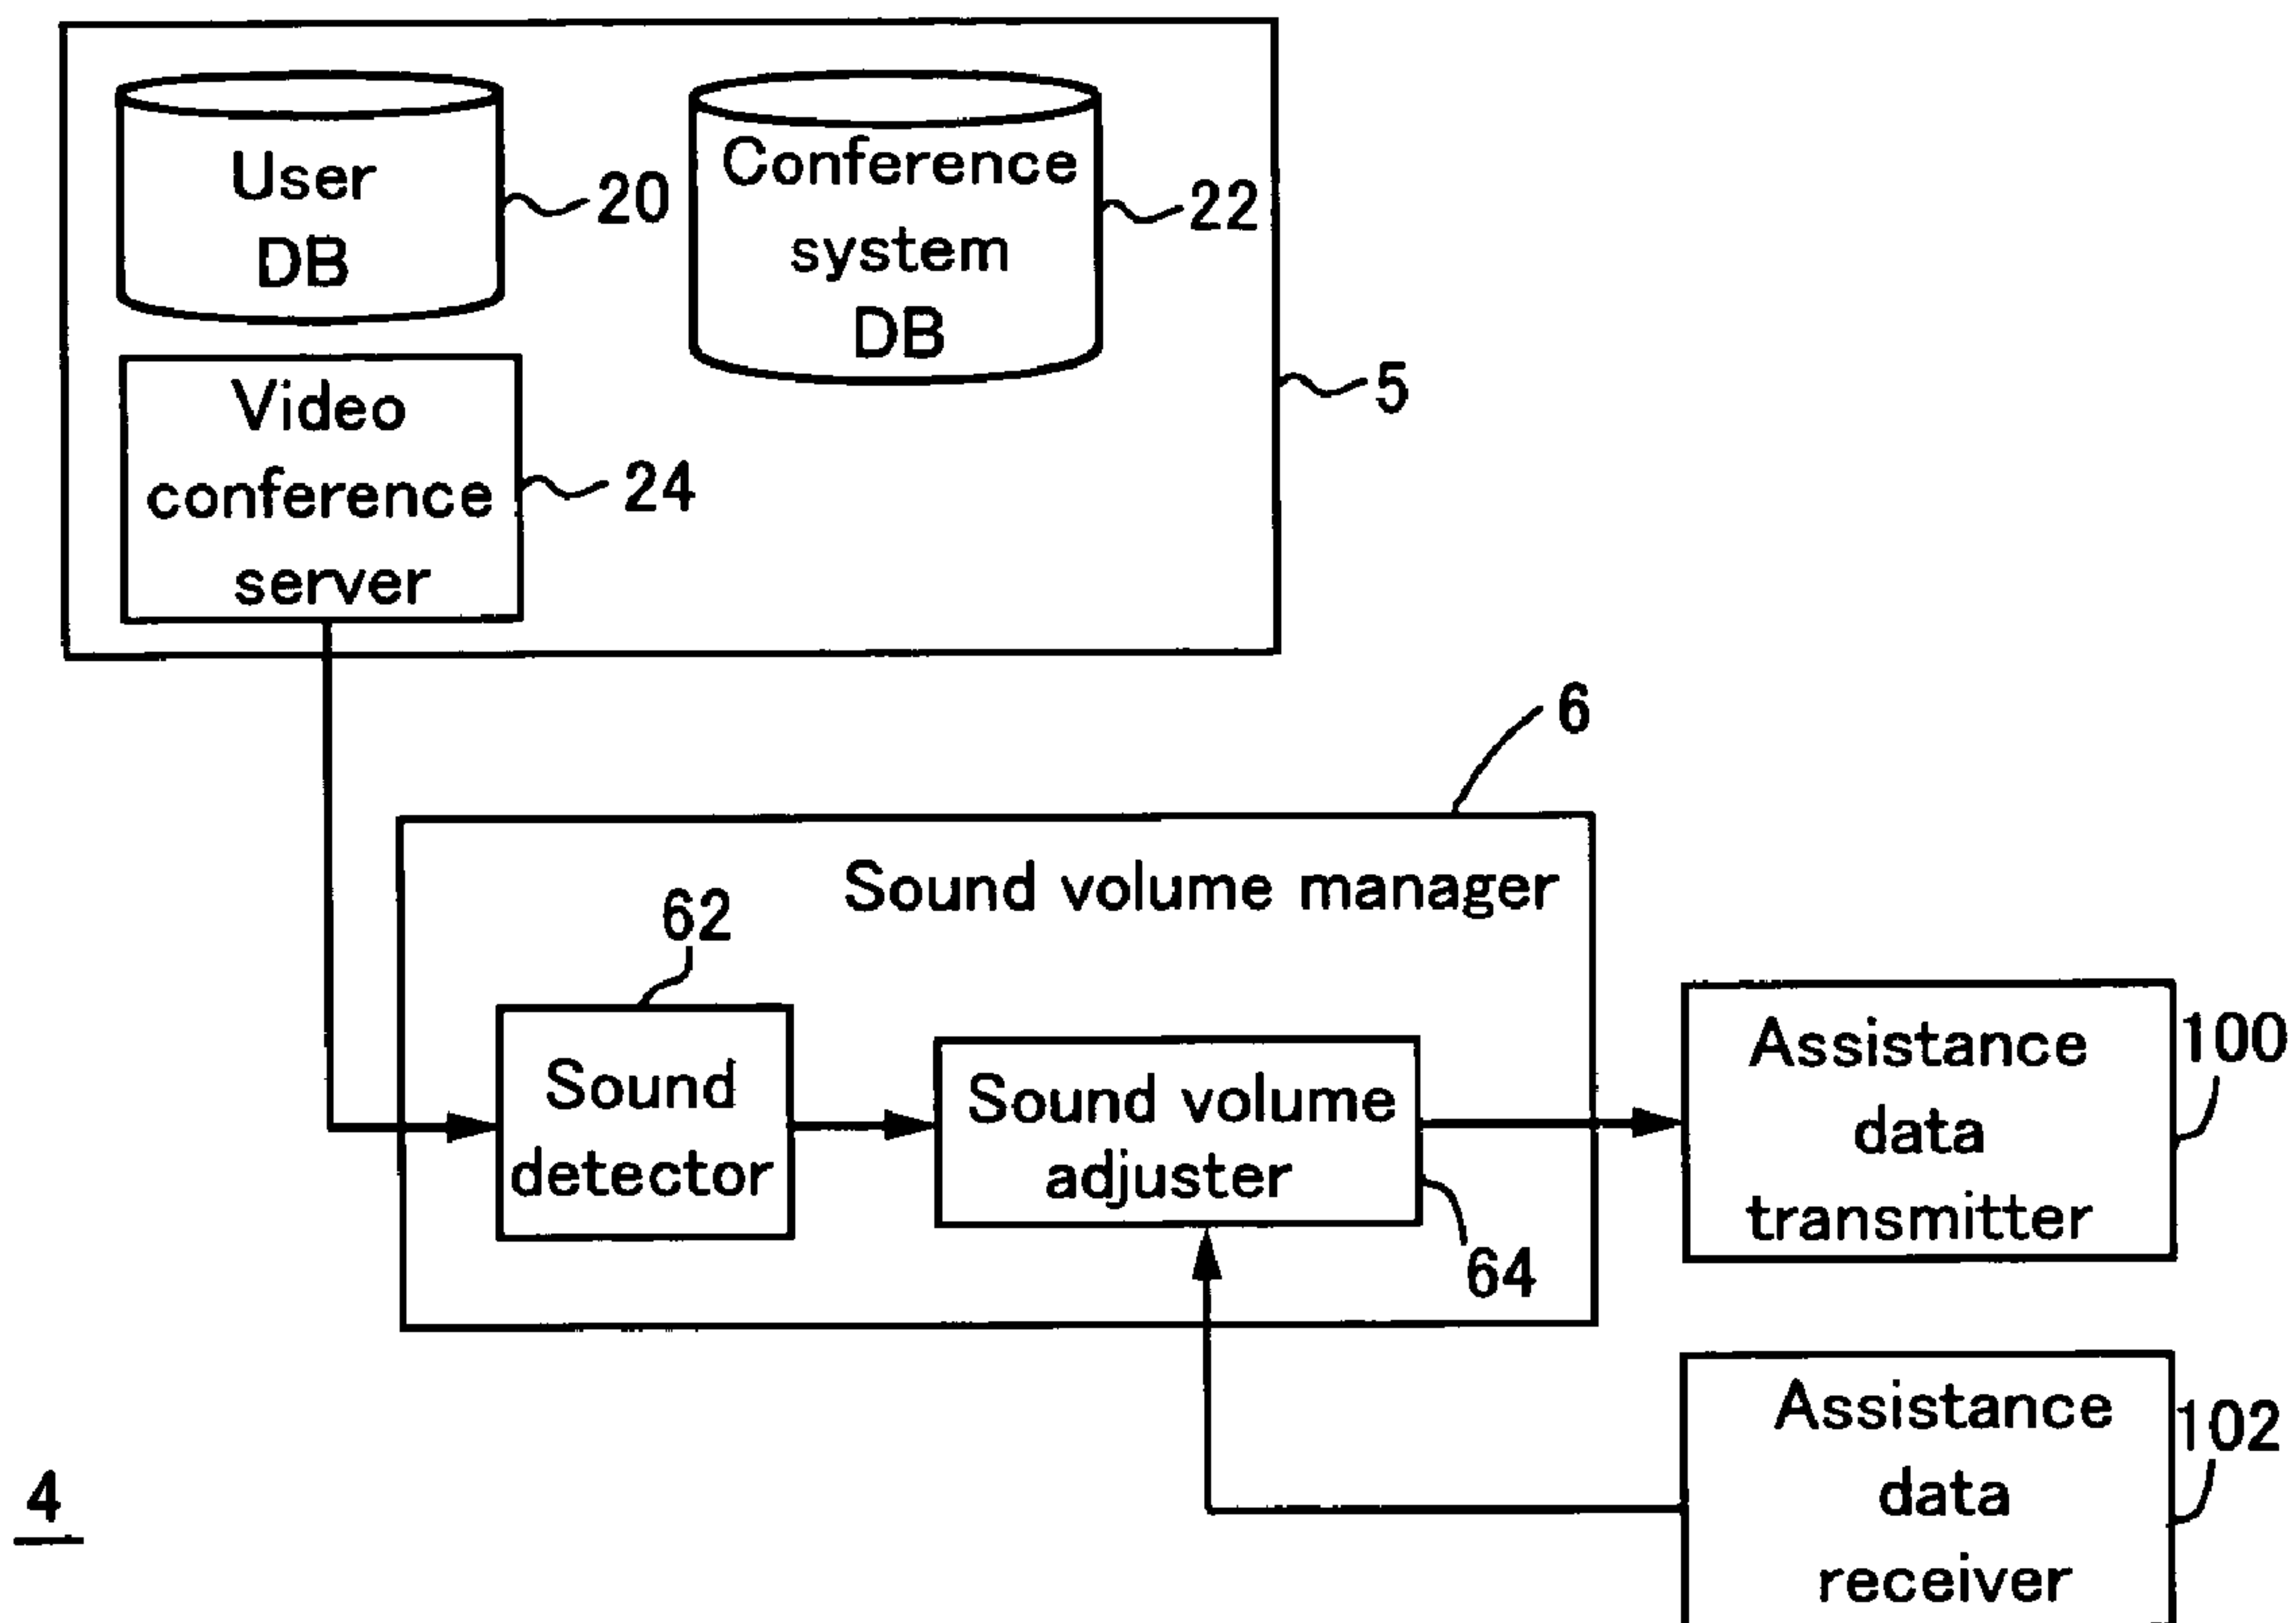 User
DB
20
Conference
system
DB
22
Video
conference
server
24
5
6
Sound volume manager
62
Sound
detector
Sound volume
adjuster
64
Assistance
data
transmitter
100
Assistance
data
receiver
102
4